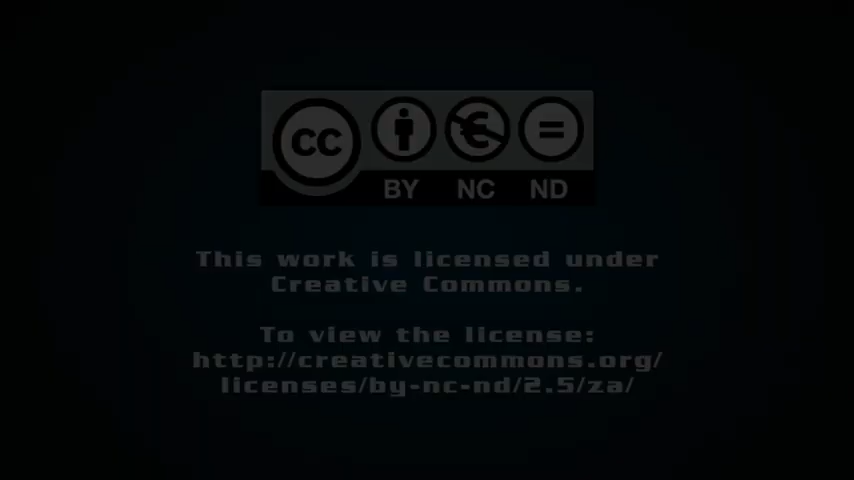 CC
BY NC ND
This work is licensed under
Creative Commons.
To view the license:
http://creativecommons.org/
licenses/by-nc-nd/2.5/za/